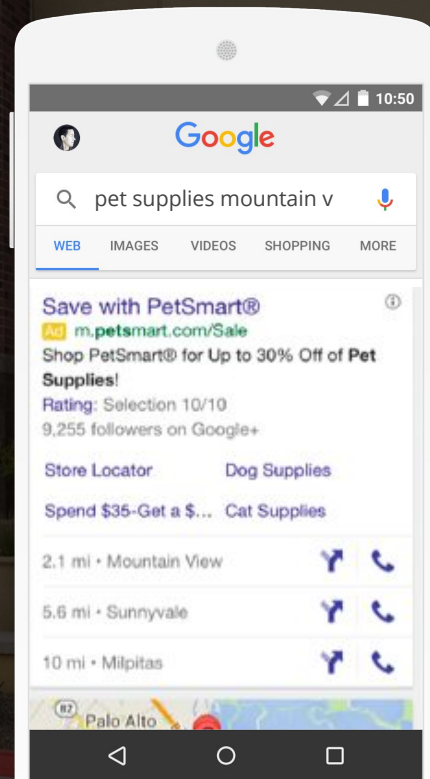 10:50
Google
pet supplies mountain v
WEB IMAGES VIDEOS SHOPPING MORE
Save with PetSmart®
Ad m.petsmart.com/Sale
Shop PetSmart® for Up to 30% Off of Pet
Supplies!
Rating: Selection 10/10
9,255 followers on Google+
Store Locator Dog Supplies
Spend $35-Get a $... Cat Supplies
2.1 mi • Mountain View
5.6 mi • Sunnyvale
10 mi • Milpitas
82
Palo Alto